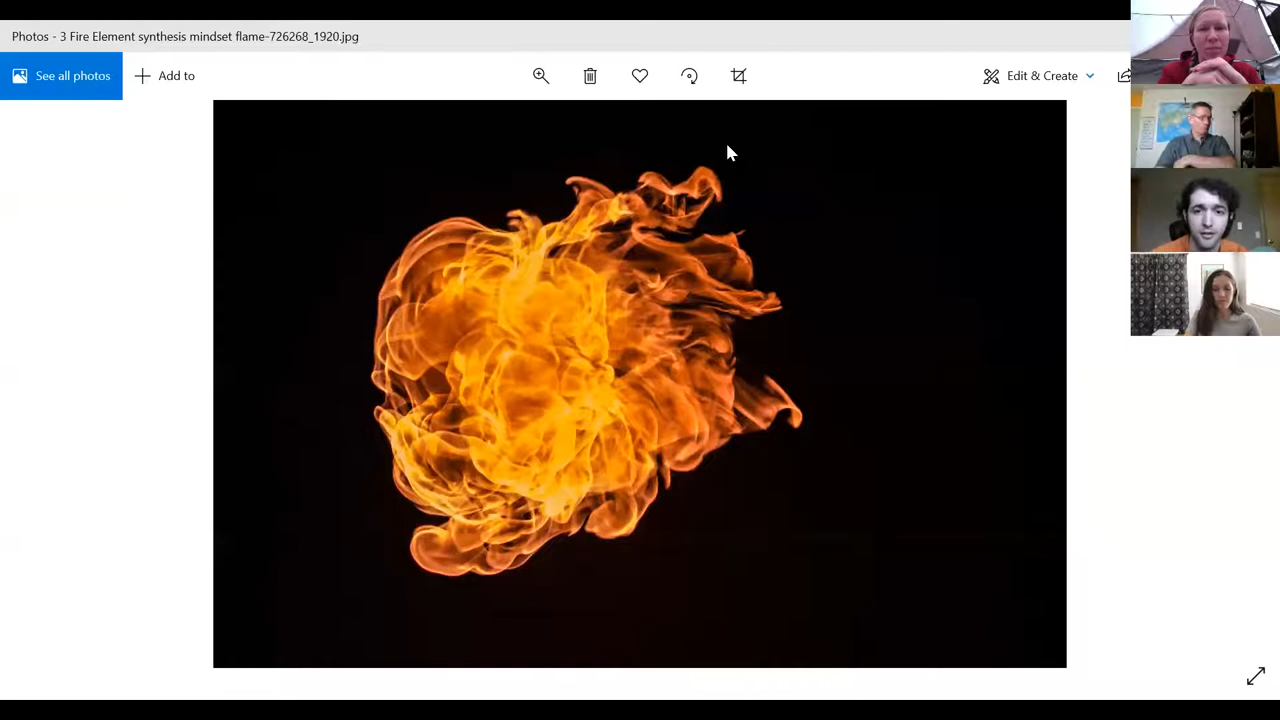 Photos - 3 Fire Element synthesis mindset flame-726268_1920.jpg
See all photos
Add to
Edit & Create